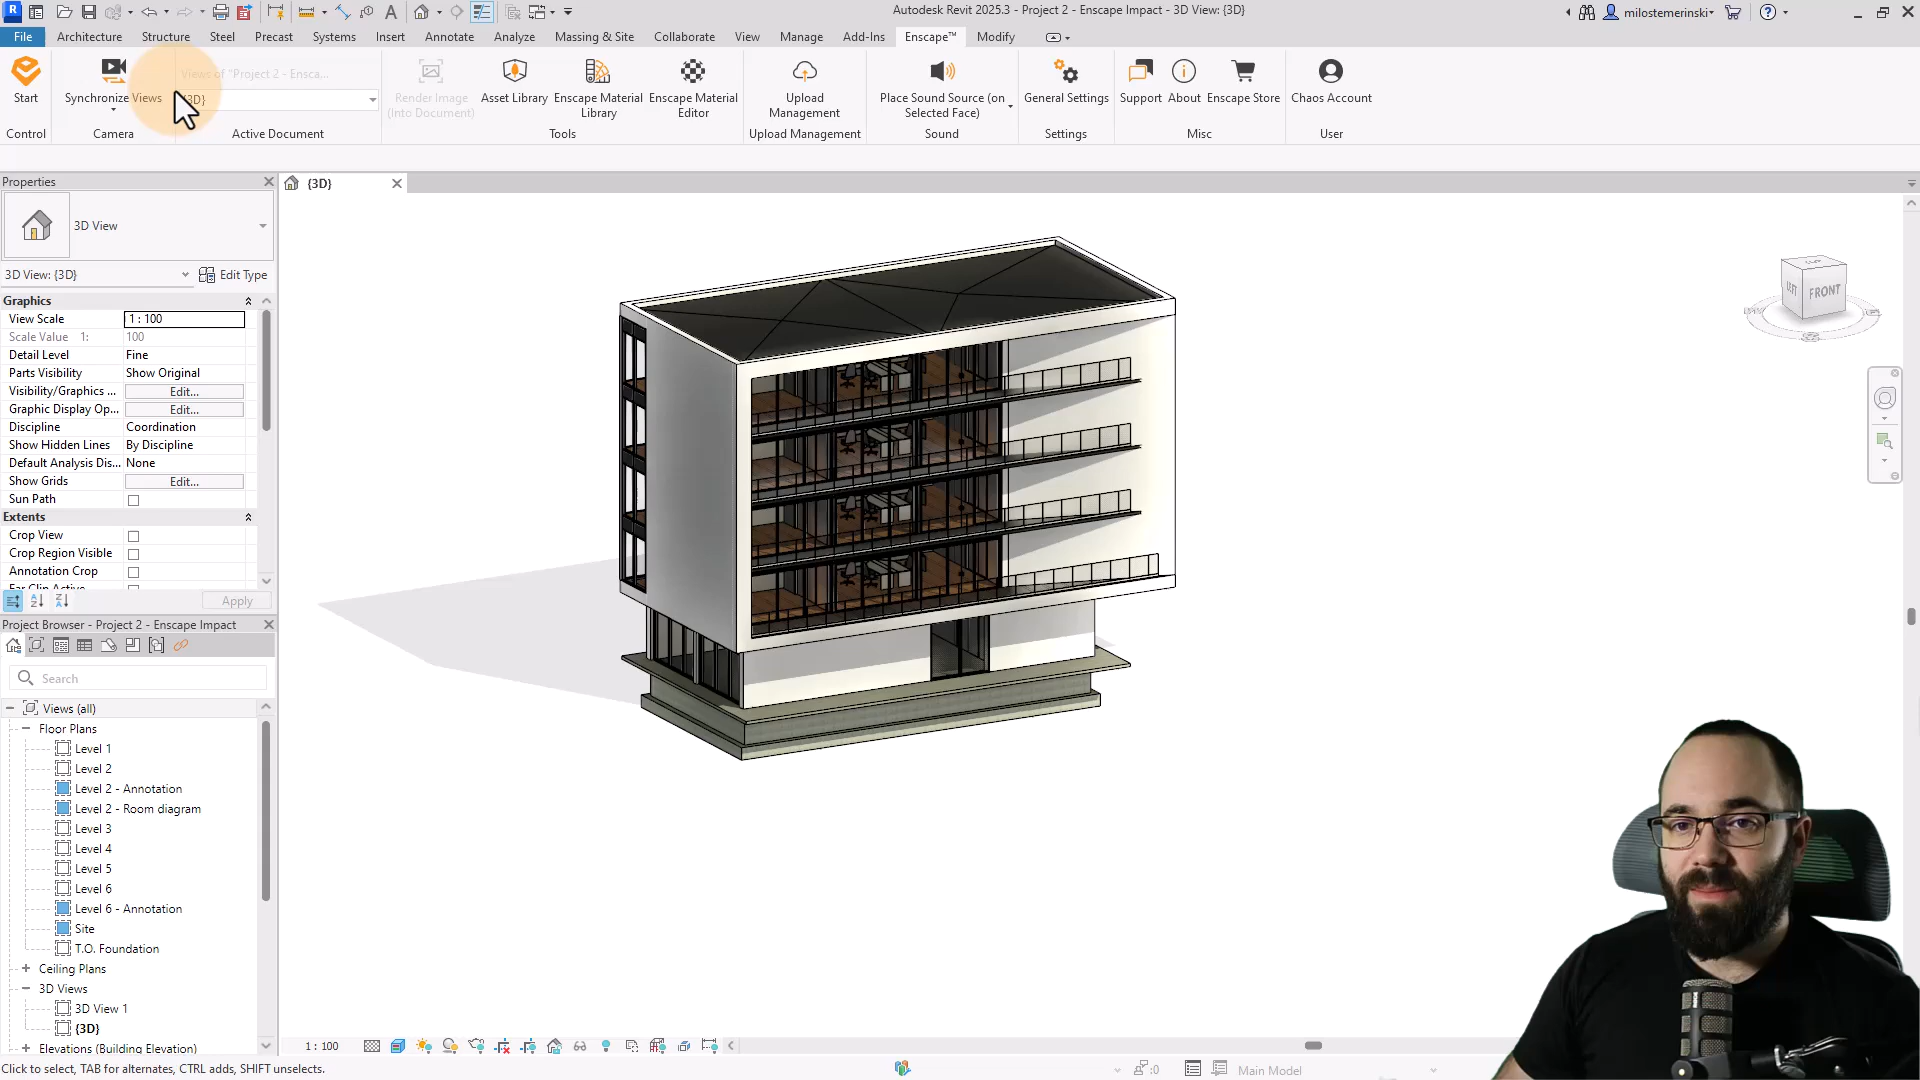 Autodesk Revit 2025.3 - Project 2 - Enscape Impact - 3D View: {3D}
milostemerinski
File Architecture Structure Steel Precast Systems Insert Annotate Analyze Massing & Site Collaborate View Manage Add-Ins Enscape™ Modify
Views of "Project 2 - Ensca...
{3D}
Start
Synchronize Views
Render Image
(into Document)
Asset Library
Enscape Material
Library
Enscape Material
Editor
Upload
Management
Place Sound Source (on
Selected Face)
General Settings
Support
About
Enscape Store
Chaos Account
Control Camera Active Document Tools Upload Management Sound Settings Misc User
Properties
{3D}
3D View
3D View: {3D}
Edit Type
Graphics
View Scale 1 : 100
Scale Value 1: 100
Detail Level Fine
Parts Visibility Show Original
Visibility/Graphics ... Edit...
Graphic Display Op... Edit...
Discipline Coordination
Show Hidden Lines By Discipline
Default Analysis Dis... None
Show Grids Edit...
Sun Path
Extents
Crop View
Crop Region Visible
Annotation Crop
Far Clip Active
Apply
Project Browser - Project 2 - Enscape Impact
Search
Views (all)
Floor Plans
Level 1
Level 2
Level 2 - Annotation
Level 2 - Room diagram
Level 3
Level 4
Level 5
Level 6
Level 6 - Annotation
Site
T.O. Foundation
Ceiling Plans
3D Views
3D View 1
{3D}
Elevations (Building Elevation)
FRONT
1 : 100
Click to select, TAB for alternates, CTRL adds, SHIFT unselects.
:0
Main Model